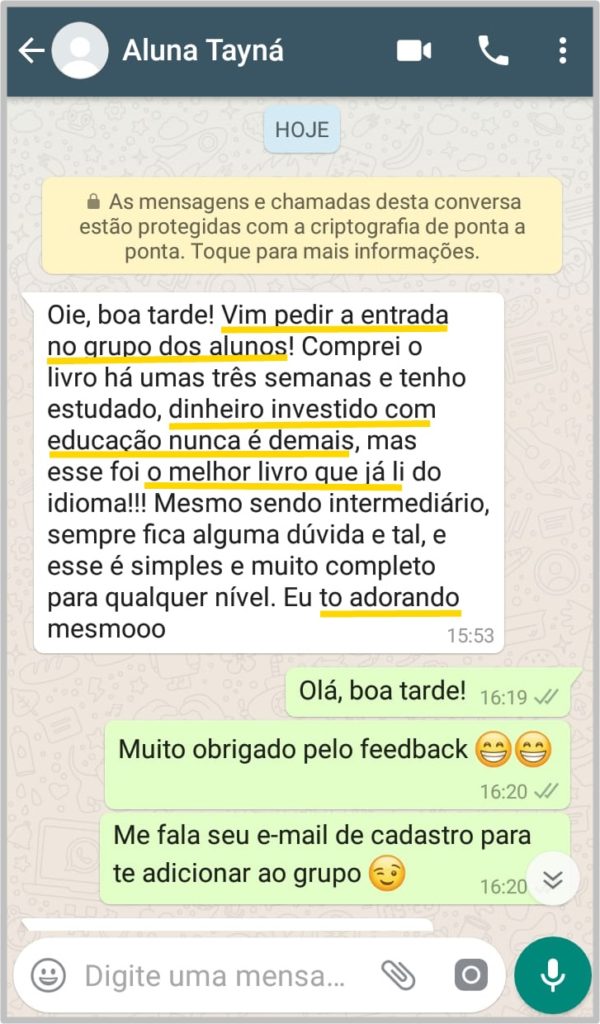 Aluna Tayná
HOJE
As mensagens e chamadas desta conversa
estão protegidas com a criptografia de ponta a
ponta. Toque para mais informações.
Oie, boa tarde! Vim pedir a entrada
no grupo dos alunos! Comprei o
livro há umas três semanas e tenho
estudado, dinheiro investido com
educação nunca é demais, mas
esse foi o melhor livro que já li do
idioma!!! Mesmo sendo intermediário,
sempre fica alguma dúvida e tal, e
esse é simples e muito completo
para qualquer nível. Eu to adorando
mesmooo
15:53
Olá, boa tarde! 16:19
Muito obrigado pelo feedback 😁😁
16:20
Me fala seu e-mail de cadastro para
te adicionar ao grupo 😉 16:20
Digite uma mensa...